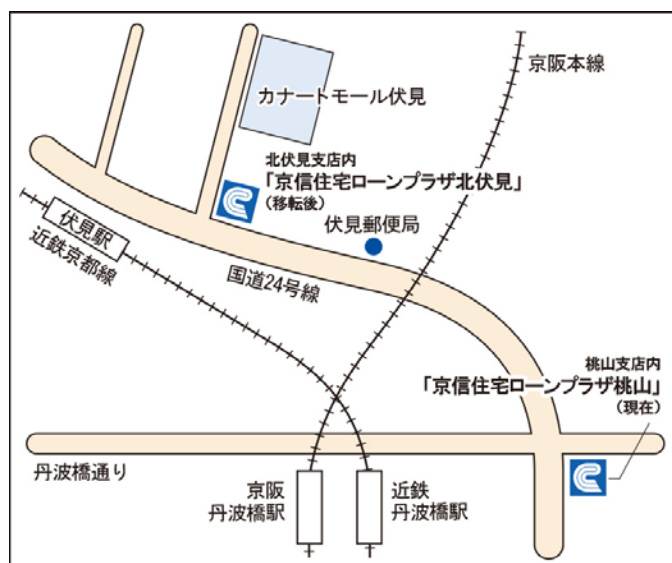 京阪本線
カナートモール伏見
北伏見支店内
「京信住宅ローンプラザ北伏見」
(移転後)
伏見郵便局
伏見駅
近鉄京都線
国道24号線
桃山支店内
「京信住宅ローンプラザ桃山」
(現在)
丹波橋通り
京阪
丹波橋駅
近鉄
丹波橋駅